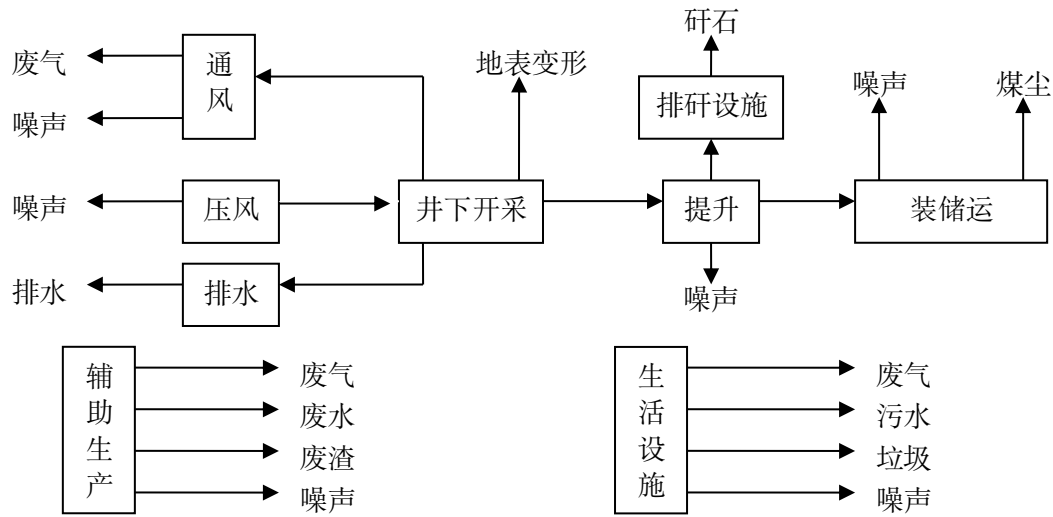 矸石
废气
通风
地表变形
排矸设施
噪声
煤尘
噪声
噪声
压风
井下开采
提升
装储运
排水
排水
噪声
辅助生产
废气
废水
废渣
噪声
生活设施
废气
污水
垃圾
噪声